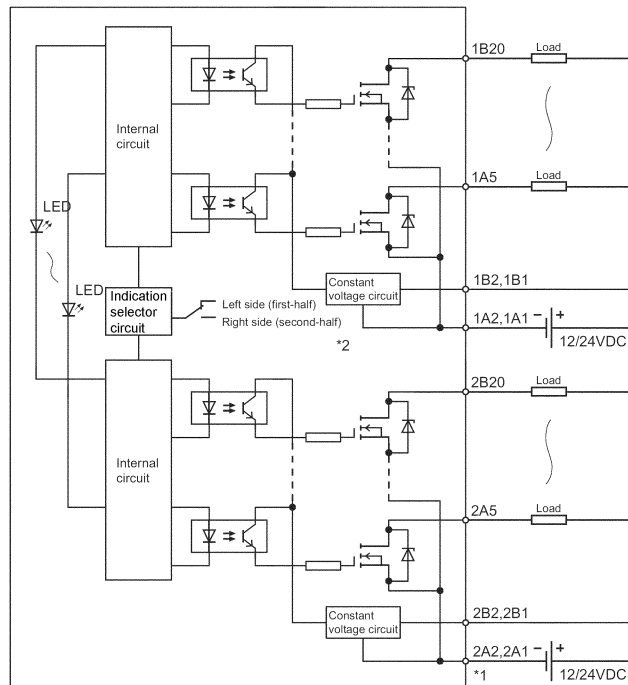 1B20
Load
Internal
circuit
1A5
Load
LED
LED
Indication
selector
circuit
Left side (first-half)
Right side (second-half)
*2
Constant
voltage circuit
1B2,1B1
1A2,1A1
− +
12/24VDC
2B20
Load
Internal
circuit
2A5
Load
Constant
voltage circuit
2B2,2B1
2A2,2A1
− +
*1
12/24VDC